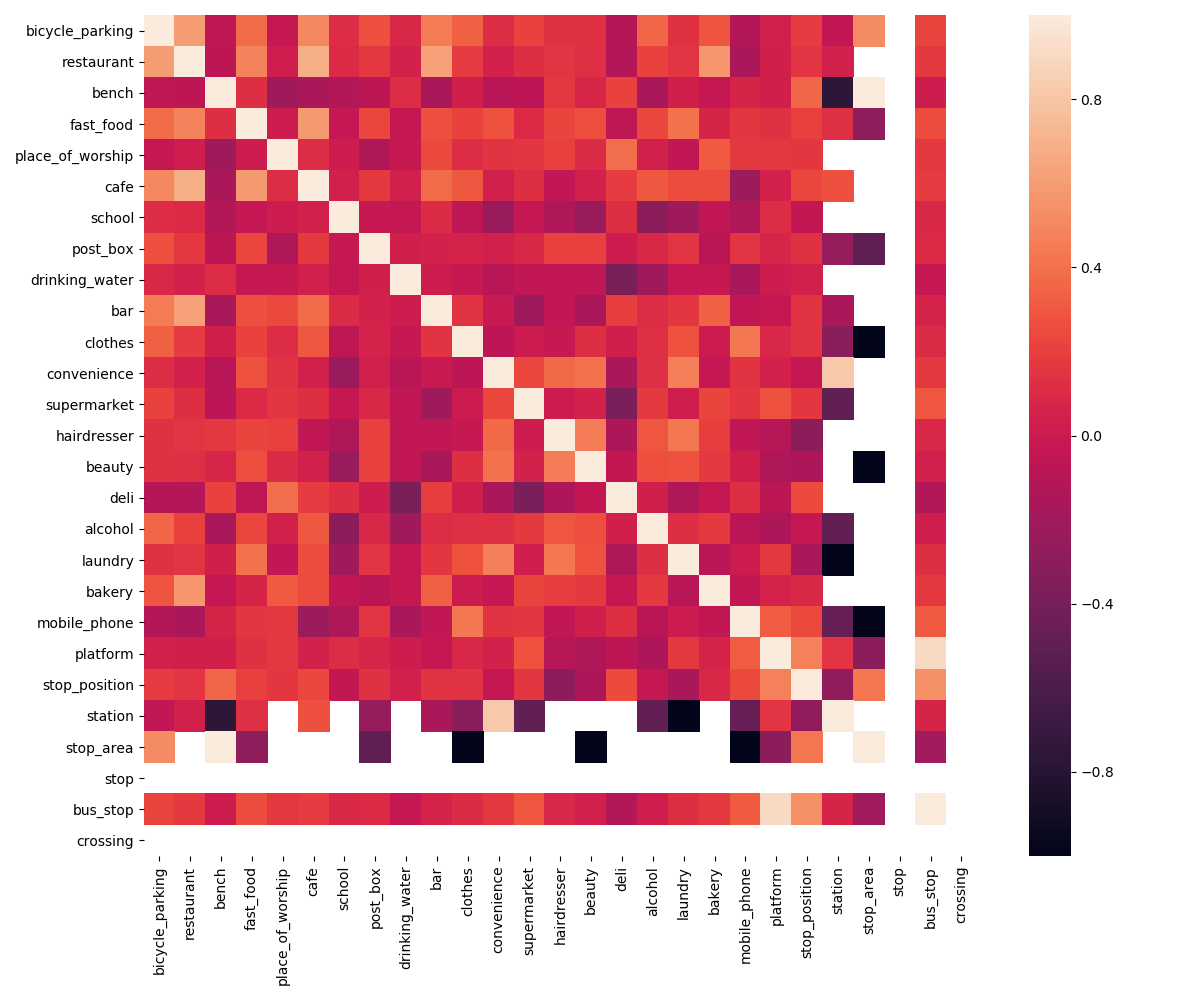 bicycle_parking
restaurant
bench
fast_food
place_of_worship
cafe
school
post_box
drinking_water
bar
clothes
convenience
supermarket
hairdresser
beauty
deli
alcohol
laundry
bakery
mobile_phone
platform
stop_position
station
stop_area
stop
bus_stop
crossing
bicycle_parking
restaurant
bench
fast_food
place_of_worship
cafe
school
post_box
drinking_water
bar
clothes
convenience
supermarket
hairdresser
beauty
deli
alcohol
laundry
bakery
mobile_phone
platform
stop_position
station
stop_area
stop
bus_stop
crossing
0.8
0.4
0.0
−0.4
−0.8